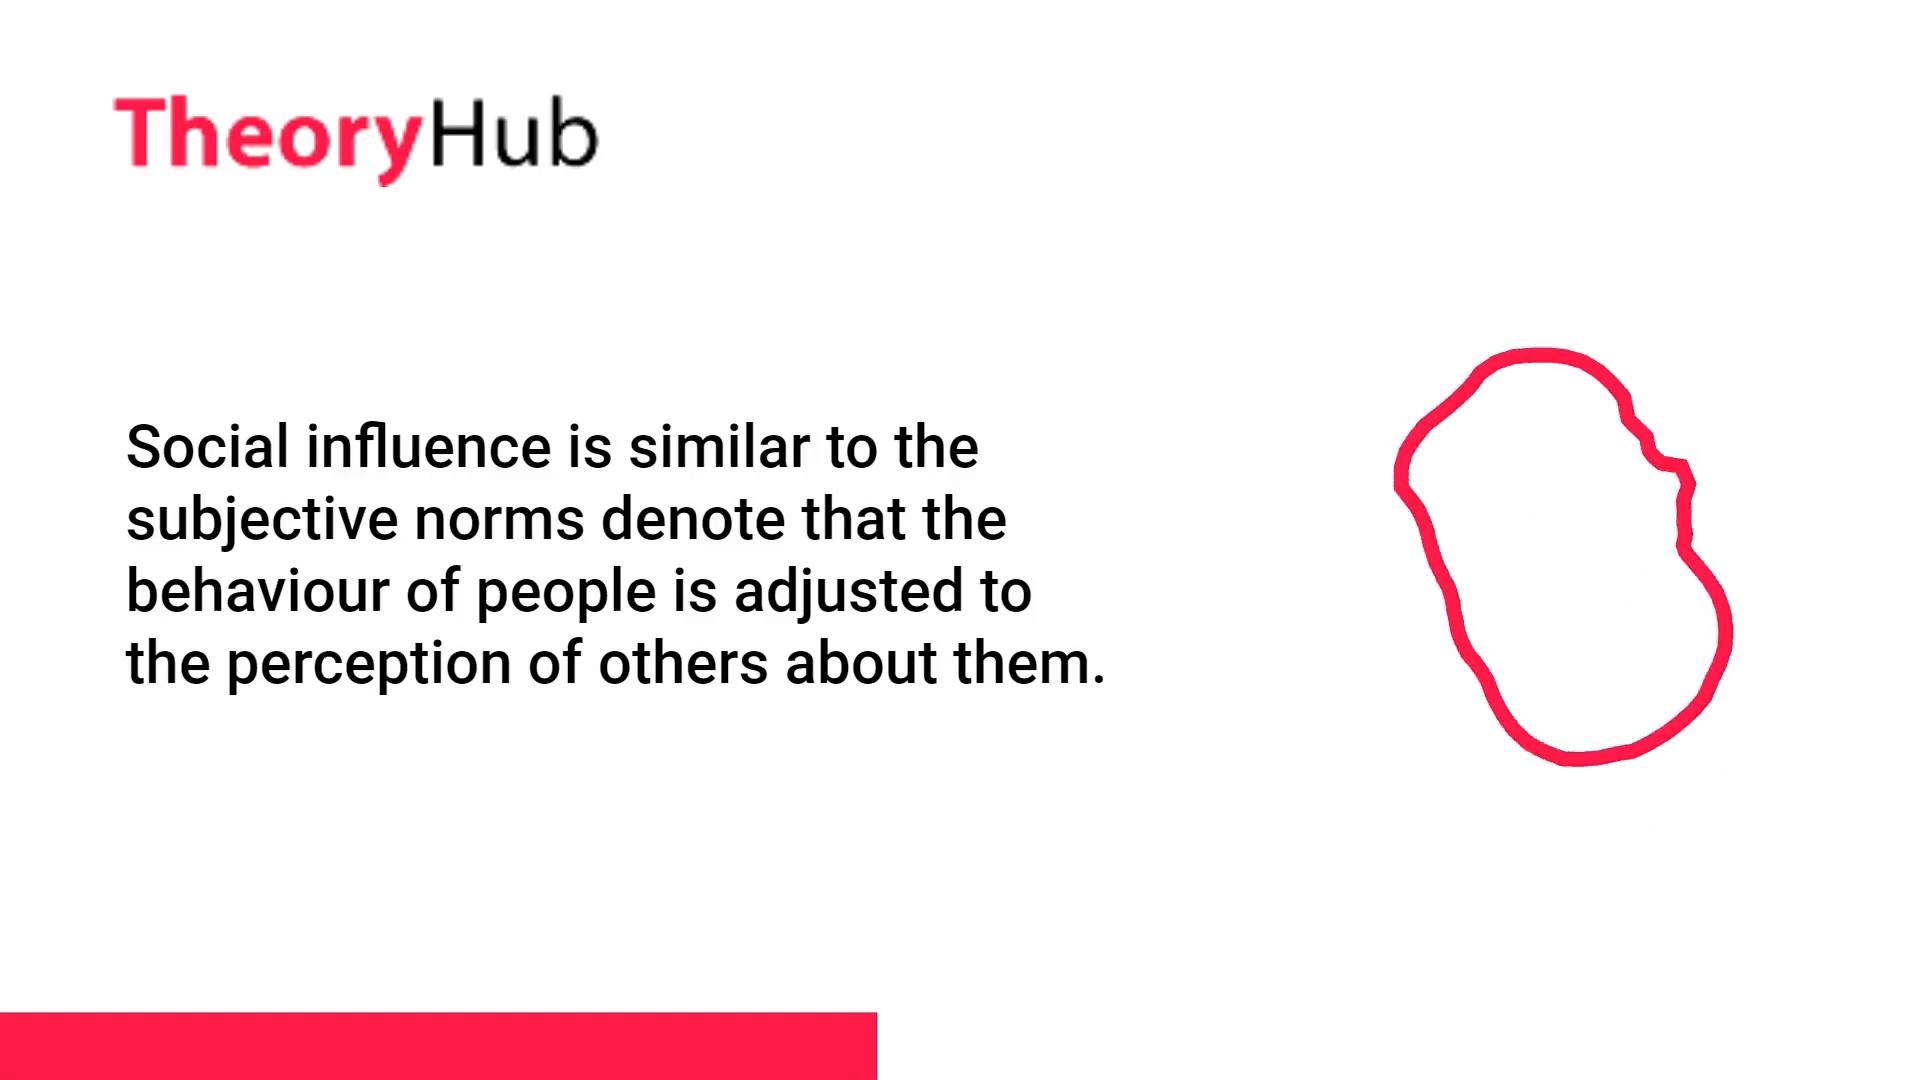 TheoryHub
Social influence is similar to the
subjective norms denote that the
behaviour of people is adjusted to
the perception of others about them.